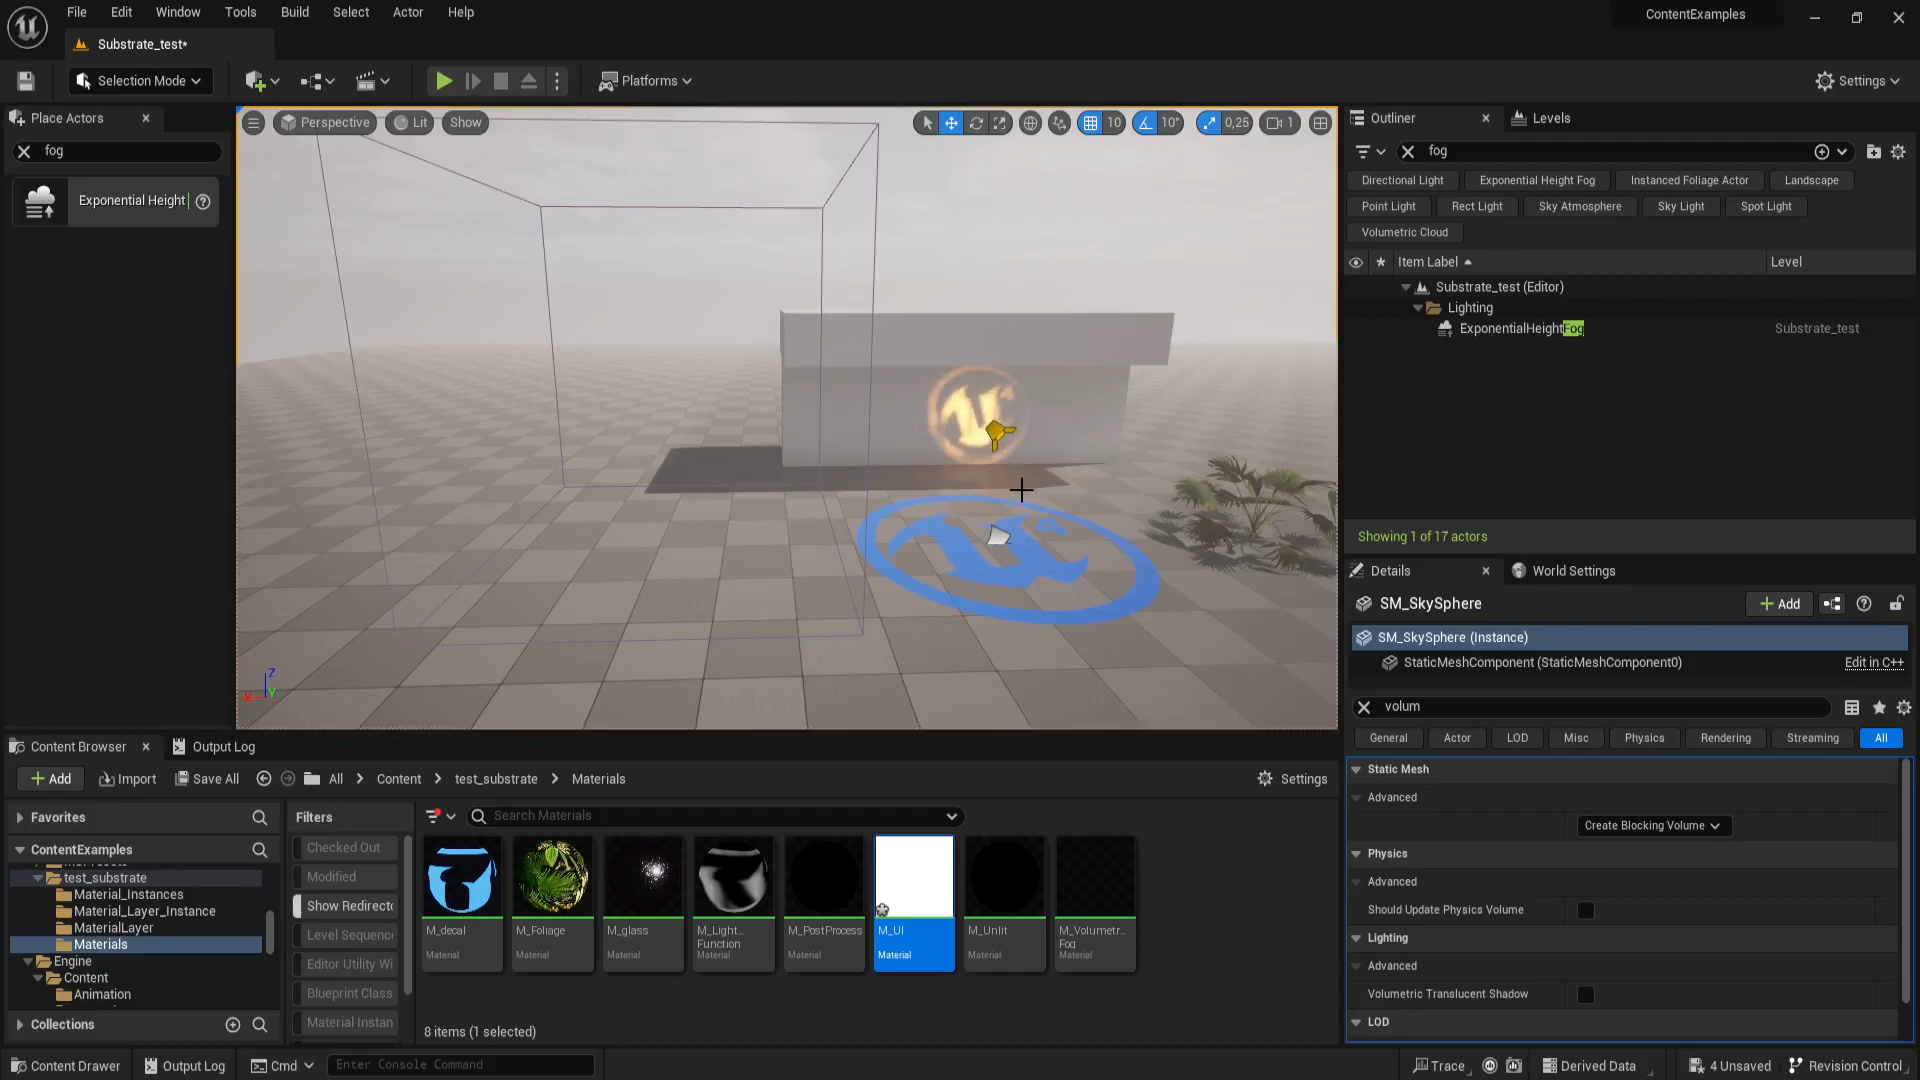 File Edit Window Tools Build Select Actor Help
ContentExamples
Substrate_test*
Selection Mode
Platforms
Settings
Place Actors
fog
Exponential Height
Perspective Lit Show
10 10° 0,25 1
Z
X
Y
Outliner Levels
fog
Directional Light Exponential Height Fog Instanced Foliage Actor Landscape
Point Light Rect Light Sky Atmosphere Sky Light Spot Light
Volumetric Cloud
Item Label Level
Substrate_test (Editor)
Lighting
ExponentialHeightFog Substrate_test
Showing 1 of 17 actors
Details World Settings
SM_SkySphere
Add
SM_SkySphere (Instance)
StaticMeshComponent (StaticMeshComponent0) Edit in C++
volum
General Actor LOD Misc Physics Rendering Streaming All
Static Mesh
Advanced
Create Blocking Volume
Physics
Advanced
Should Update Physics Volume
Lighting
Advanced
Volumetric Translucent Shadow
LOD
Content Browser Output Log
Add Import Save All All Content test_substrate Materials Settings
Favorites
ContentExamples
test_substrate
Material_Instances
Material_Layer_Instance
MaterialLayer
Materials
Engine
Content
Animation
Collections
Filters
Checked Out
Modified
Show Redirectc
Level Sequenc
Editor Utility Wi
Blueprint Class
Material Instan
Search Materials
M_decal
Material
M_Foliage
Material
M_glass
Material
M_Light...
Function
Material
M_PostProcess
Material
M_UI
Material
M_Unlit
Material
M_Volumetr...
Fog
Material
8 items (1 selected)
Content Drawer Output Log Cmd Enter Console Command
Trace Derived Data 4 Unsaved Revision Control